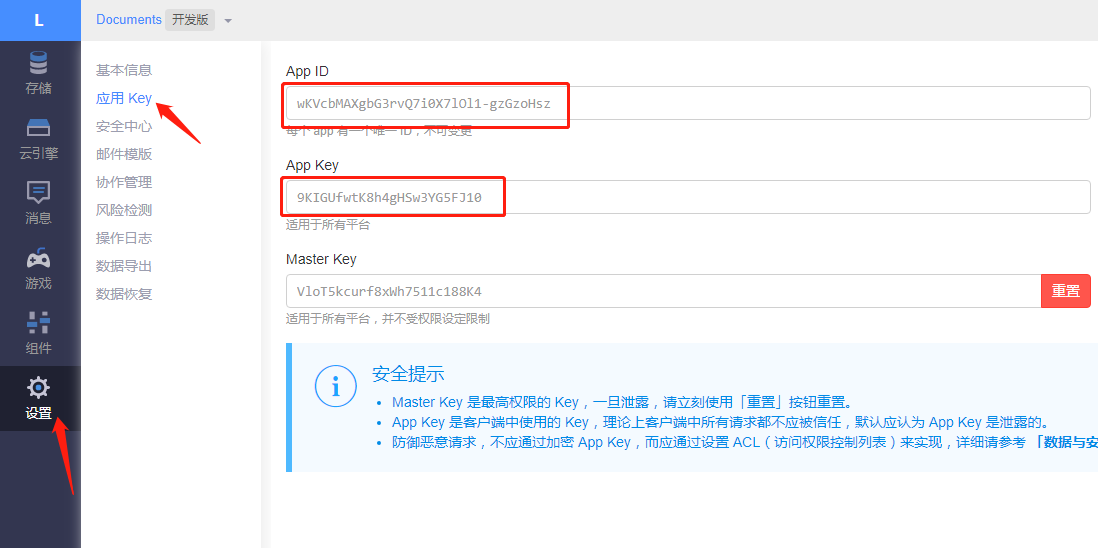 L
Documents 开发版
存储
云引擎
消息
游戏
组件
设置
基本信息
应用 Key
安全中心
邮件模版
协作管理
风险检测
操作日志
数据导出
数据恢复
App ID
wKVcbMAXgbG3rvQ7i0X7lOl1-gzGzoHsz
每个 app 有一个唯一 ID，不可变更
App Key
9KIGUfwtK8h4gHSw3YG5FJ10
适用于所有平台
Master Key
VloT5kcurf8xWh7511c188K4
重置
适用于所有平台，并不受权限设定限制
安全提示
Master Key 是最高权限的 Key，一旦泄露，请立刻使用「重置」按钮重置。
App Key 是客户端中使用的 Key，理论上客户端中所有请求都不应被信任，默认应认为 App Key 是泄露的。
防御恶意请求，不应通过加密 App Key，而应通过设置 ACL（访问权限控制列表）来实现，详细请参考 「数据与安